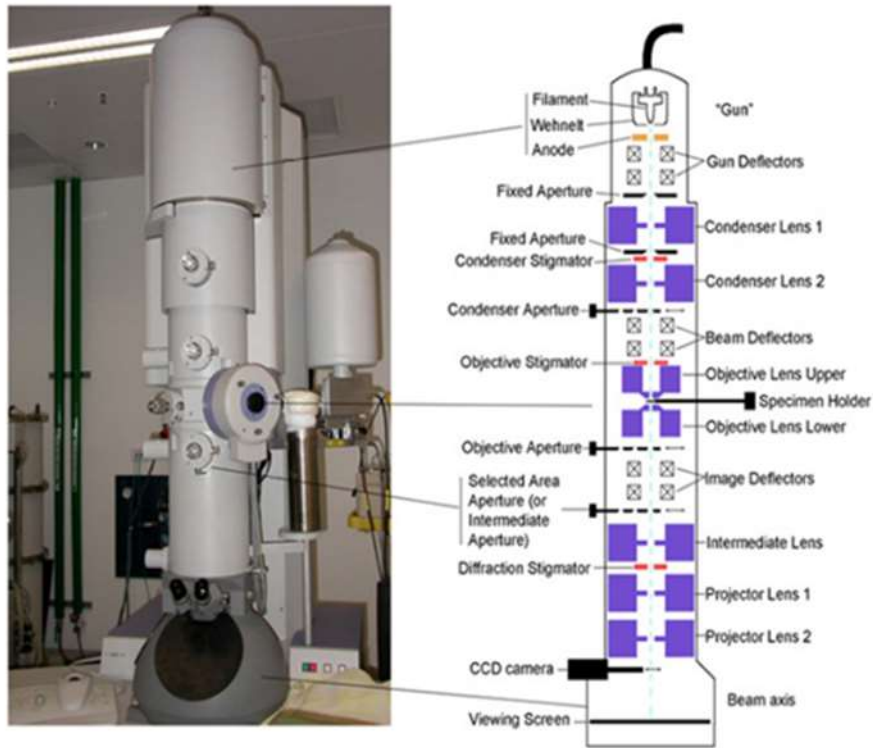 Filament
Wehnelt
Anode
"Gun"
Gun Deflectors
Fixed Aperture
Condenser Lens 1
Fixed Aperture
Condenser Stigmator
Condenser Lens 2
Condenser Aperture
Beam Deflectors
Objective Stigmator
Objective Lens Upper
Specimen Holder
Objective Lens Lower
Objective Aperture
Image Deflectors
Selected Area
Aperture (or
Intermediate
Aperture)
Intermediate Lens
Diffraction Stigmator
Projector Lens 1
Projector Lens 2
CCD camera
Beam axis
Viewing Screen